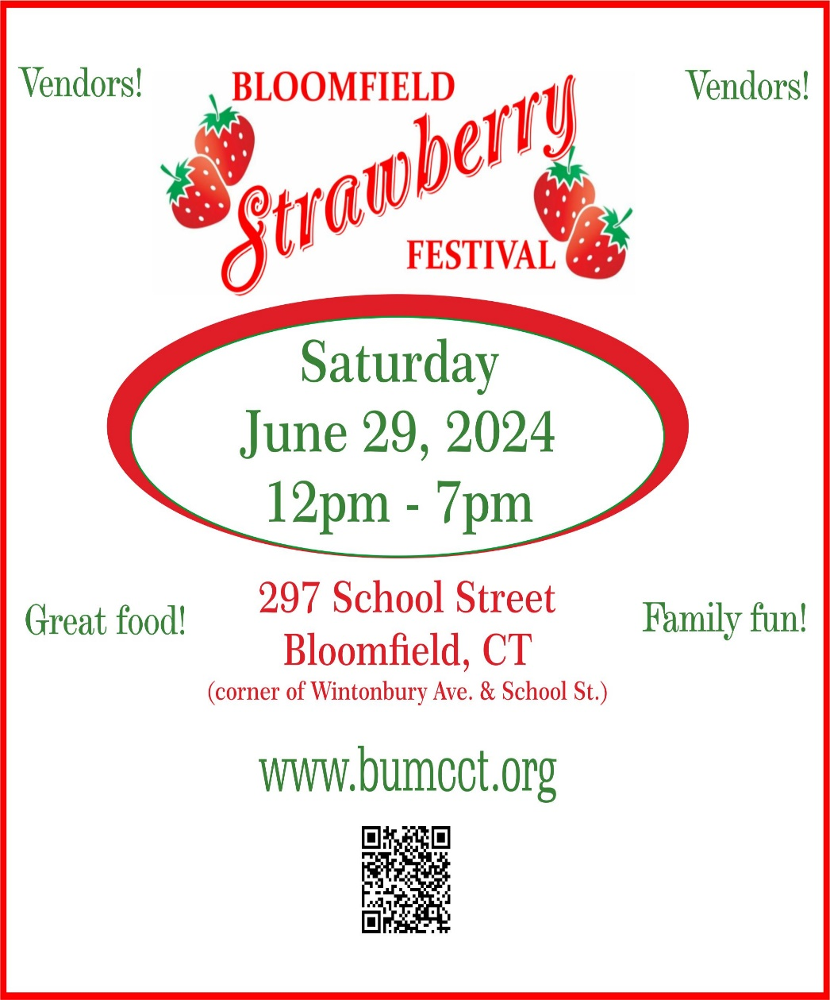 Vendors!
Vendors!
BLOOMFIELD
Strawberry
FESTIVAL
Saturday
June 29, 2024
12pm - 7pm
297 School Street
Bloomfield, CT
(corner of Wintonbury Ave. & School St.)
Great food!
Family fun!
www.bumcct.org